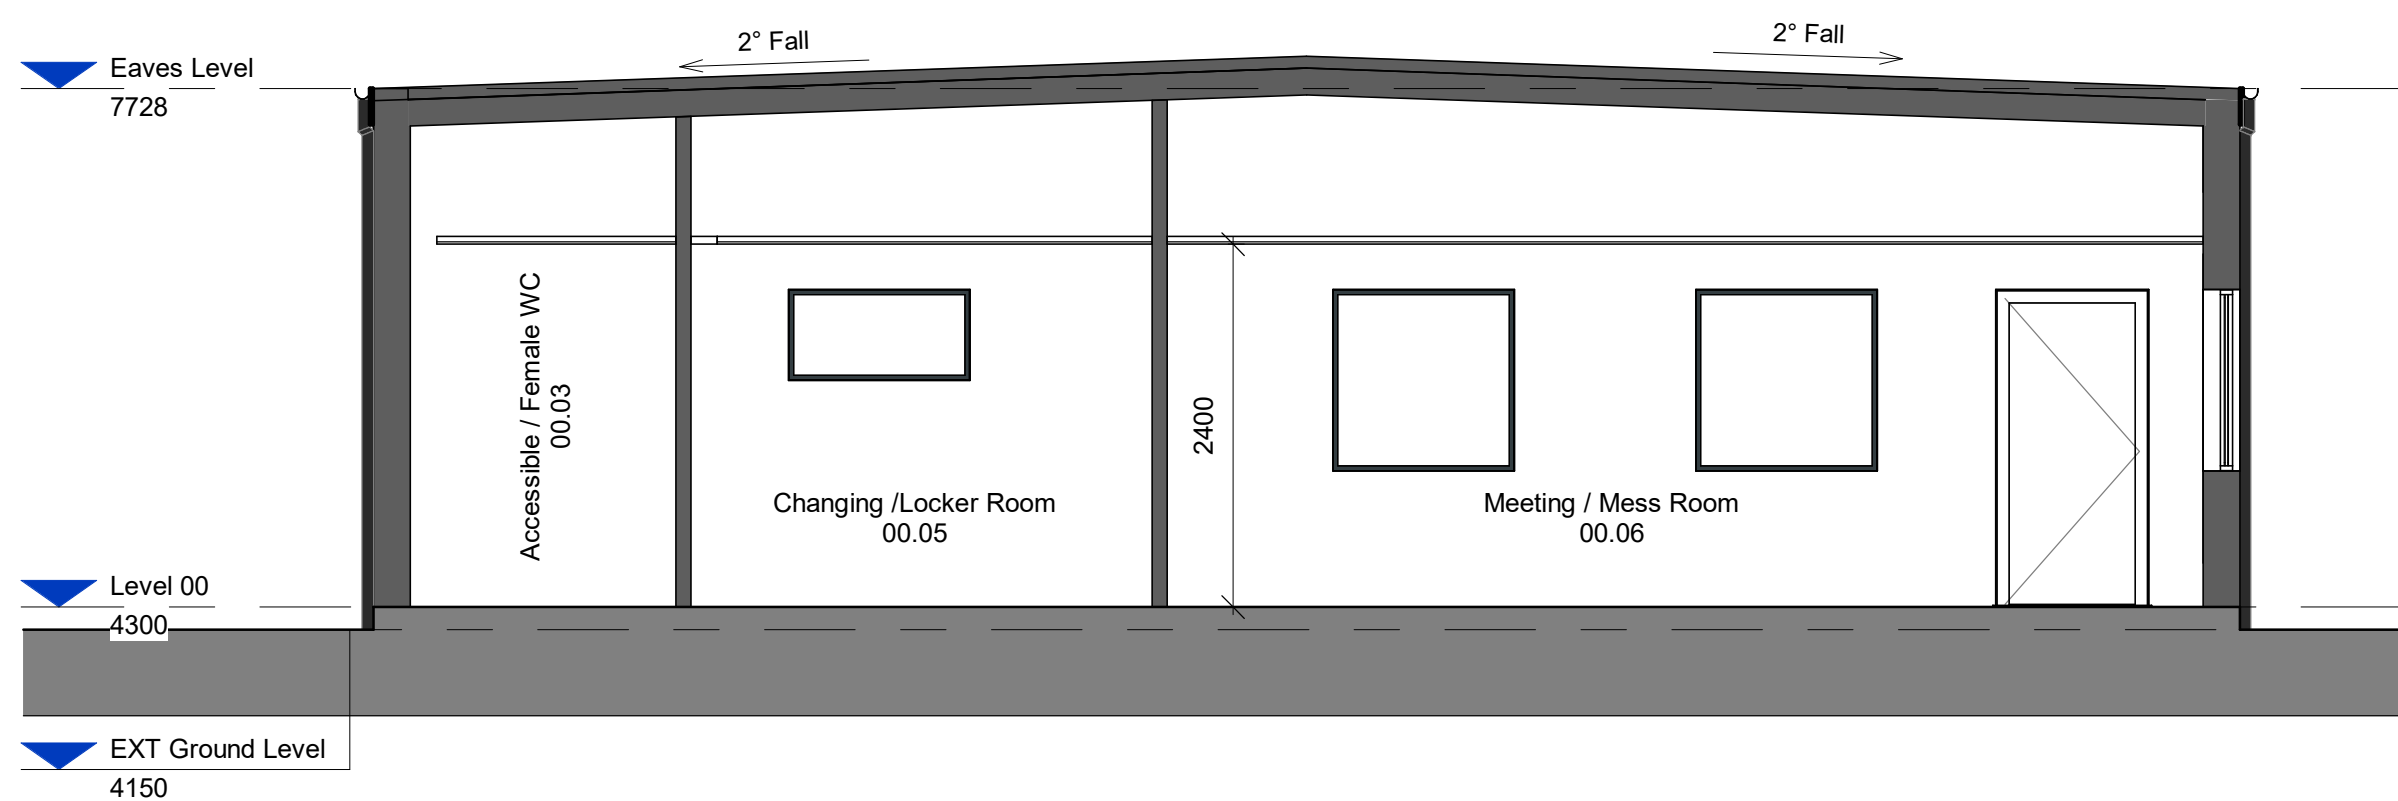 2° Fall
2° Fall
Eaves Level
7728
Accessible / Female WC
00.03
2400
Changing /Locker Room
00.05
Meeting / Mess Room
00.06
Level 00
4300
EXT Ground Level
4150